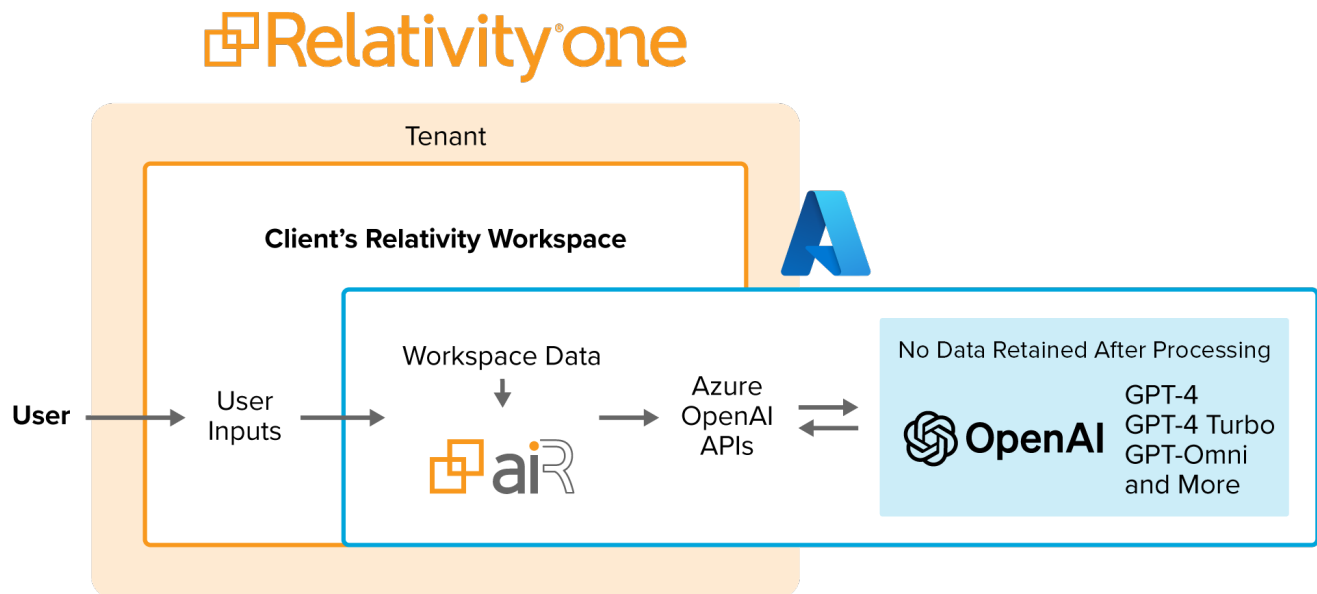 Relativity®one
Tenant
Client's Relativity Workspace
No Data Retained After Processing
Workspace Data
User
User
Inputs
aiR
Azure
OpenAI
APIs
OpenAI
GPT-4
GPT-4 Turbo
GPT-Omni
and More